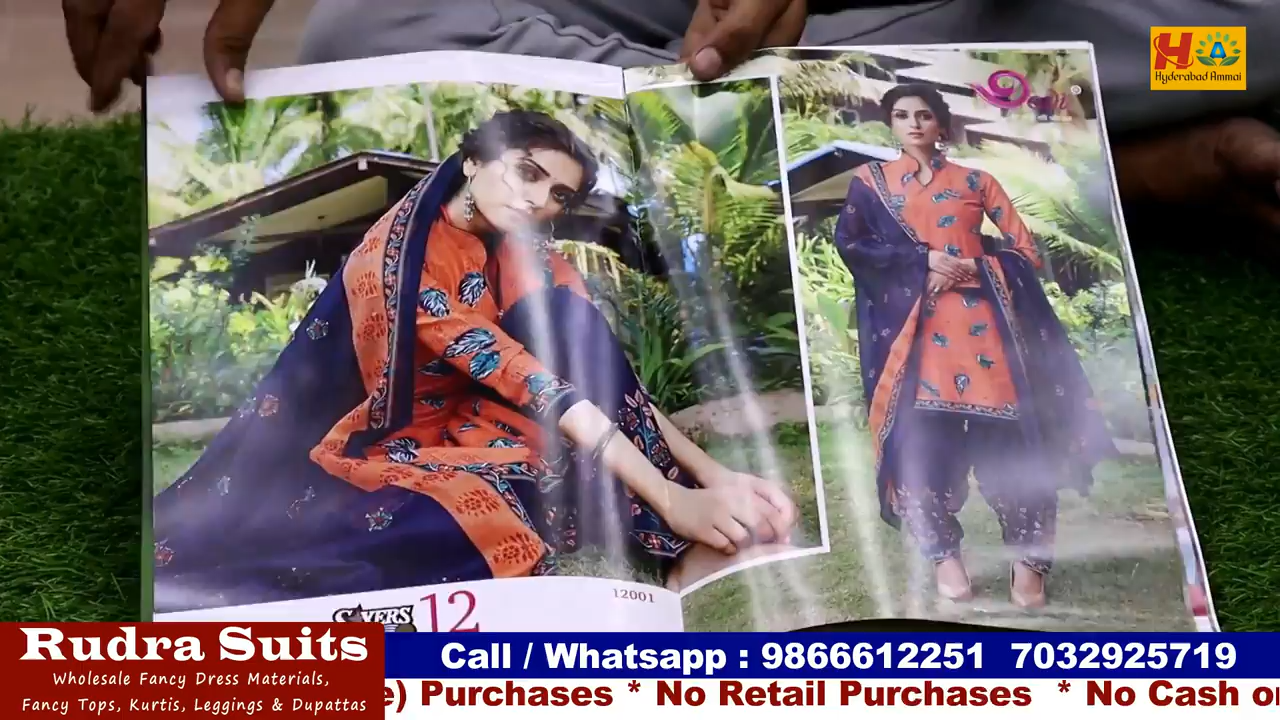 H A
Hyderabad Ammai
12
12001
Rudra Suits
Wholesale Fancy Dress Materials,
Fancy Tops, Kurtis, Leggings & Dupattas
Call / Whatsapp : 9866612251 7032925719
e) Purchases * No Retail Purchases * No Cash or